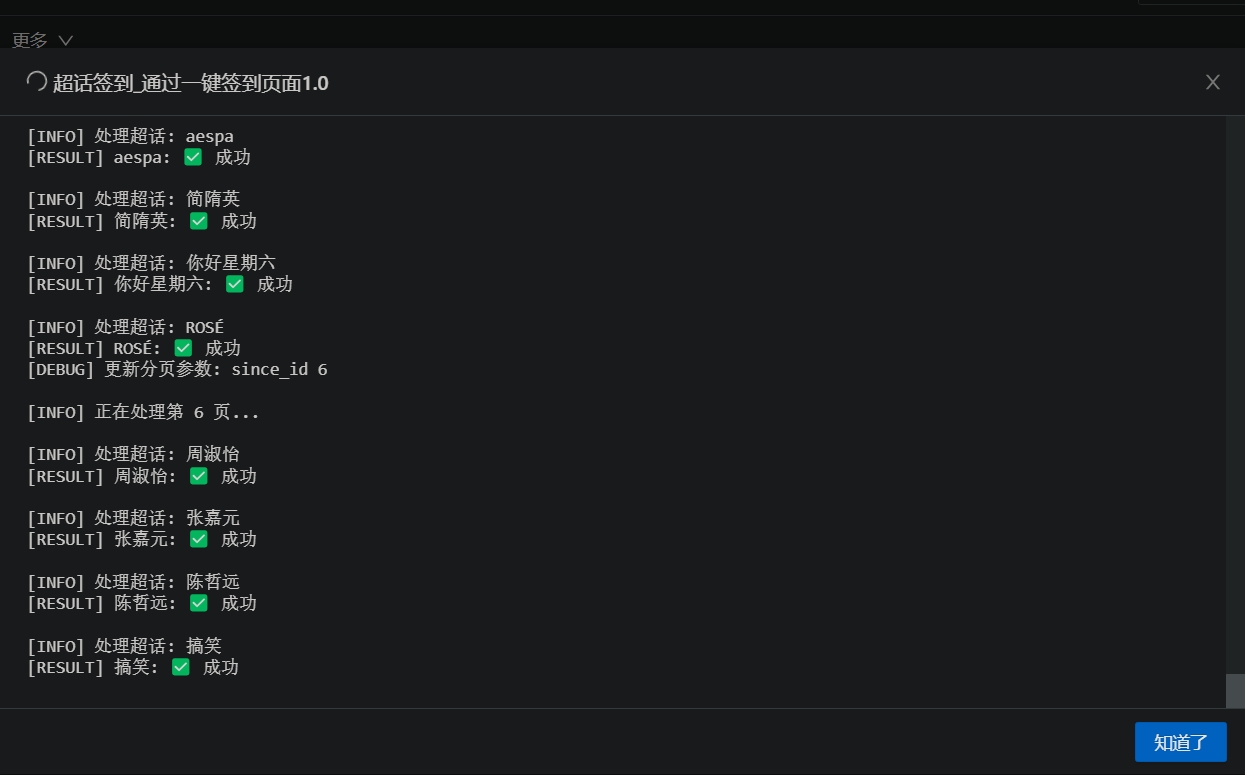 更多
超话签到_通过一键签到页面1.0
[INFO] 处理超话: aespa
[RESULT] aespa: ✅ 成功
[INFO] 处理超话: 简隋英
[RESULT] 简隋英: ✅ 成功
[INFO] 处理超话: 你好星期六
[RESULT] 你好星期六: ✅ 成功
[INFO] 处理超话: ROSÉ
[RESULT] ROSÉ: ✅ 成功
[DEBUG] 更新分页参数: since_id 6
[INFO] 正在处理第 6 页...
[INFO] 处理超话: 周淑怡
[RESULT] 周淑怡: ✅ 成功
[INFO] 处理超话: 张嘉元
[RESULT] 张嘉元: ✅ 成功
[INFO] 处理超话: 陈哲远
[RESULT] 陈哲远: ✅ 成功
[INFO] 处理超话: 搞笑
[RESULT] 搞笑: ✅ 成功
知道了